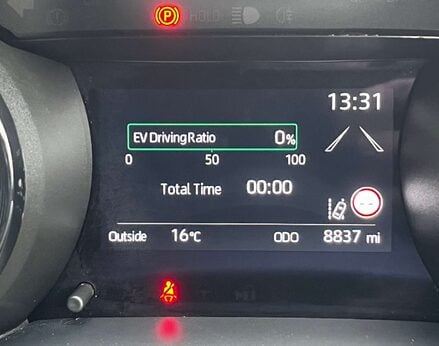 P HOLD
13:31
EV Driving Ratio 0%
0 50 100
Total Time 00:00
--
Outside 16°C ODO 8837 mi